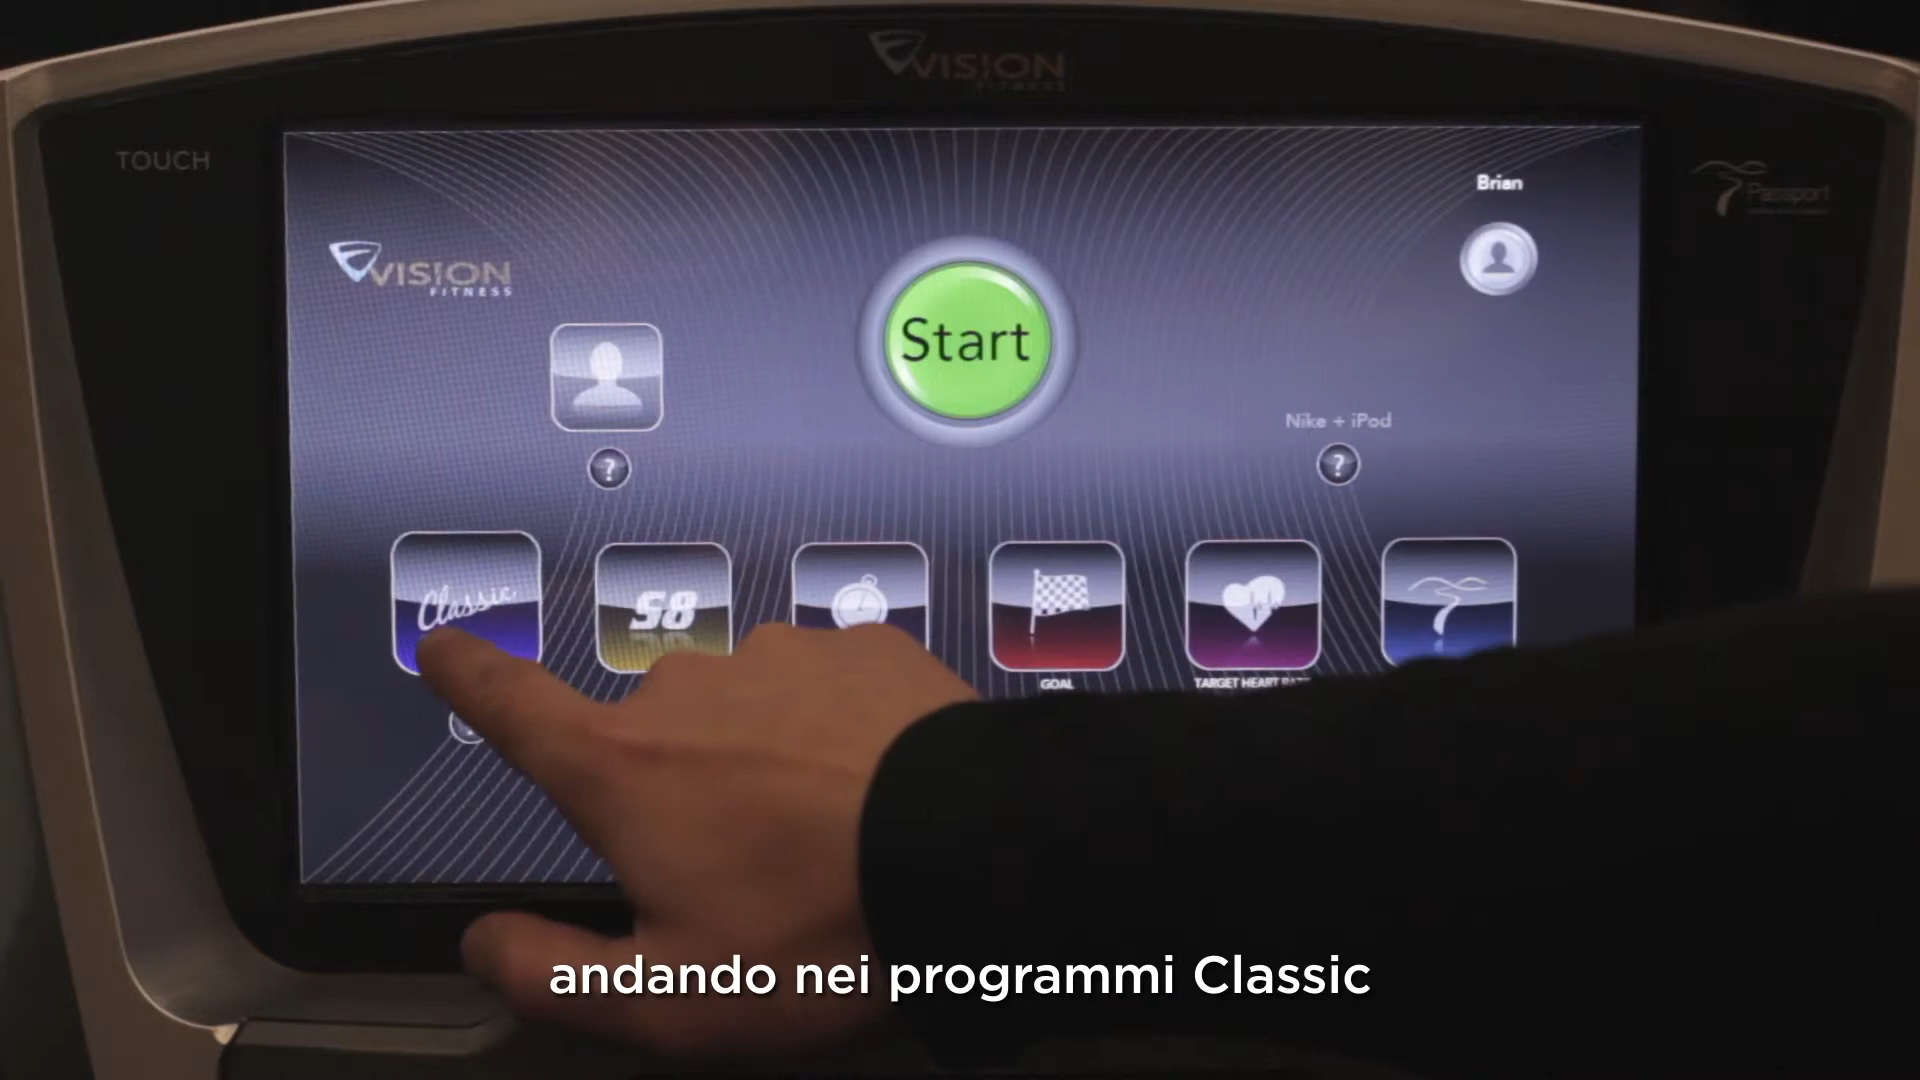 VISION
FITNESS
TOUCH
Passport
Brian
VISION
FITNESS
Start
Nike + iPod
?
?
Classic
S8
GOAL
TARGET HEART RATE
andando nei programmi Classic